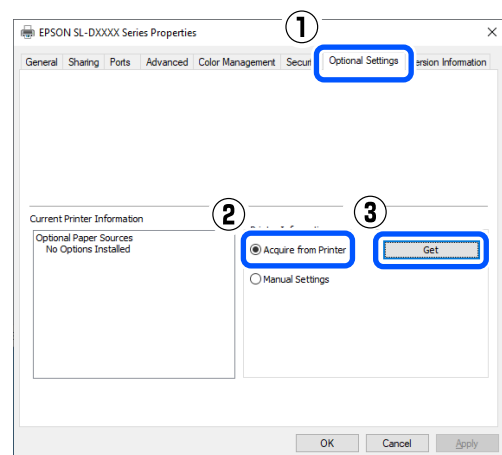 ①
EPSON SL-DXXXX Series Properties
General Sharing Ports Advanced Color Management Optional Settings Information
② ③
Current Printer Information
Optional Paper Sources
No Options Installed
Acquire from Printer Get
Manual Settings
OK Cancel Apply